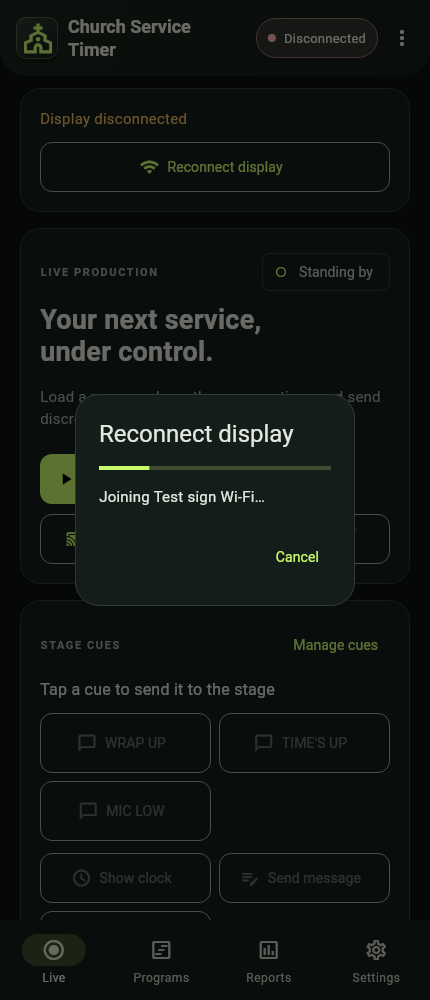 Church Service
Timer
Disconnected
Display disconnected
Reconnect display
LIVE PRODUCTION
Standing by
Your next service,
under control.
Load a
send
Reconnect display
Joining Test sign Wi-Fi…
Cancel
STAGE CUES
Manage cues
Tap a cue to send it to the stage
WRAP UP
TIME'S UP
MIC LOW
Show clock
Send message
Live
Programs
Reports
Settings